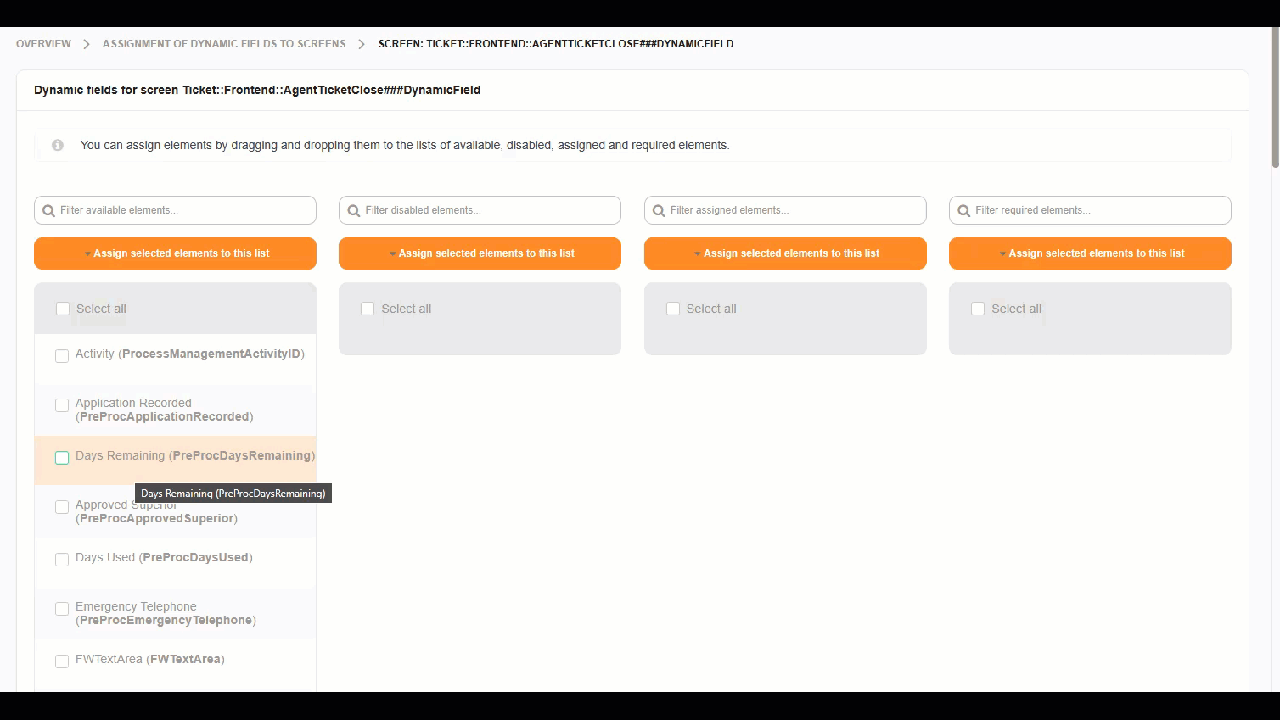 OVERVIEW > ASSIGNMENT OF DYNAMIC FIELDS TO SCREENS > SCREEN: TICKET::FRONTEND::AGENTTICKETCLOSE###DYNAMICFIELD
Dynamic fields for screen Ticket::Frontend::AgentTicketClose###DynamicField
You can assign elements by dragging and dropping them to the lists of available, disabled, assigned and required elements.
Filter available elements...
Filter disabled elements..
Filter assigned elements...
Filter required elements...
Assign selected elements to this list
Assign selected elements to this list
Assign selected elements to this list
Assign selected elements to this list
Select all
Select all
Select all
Select all
Activity (ProcessManagementActivityID)
Application Recorded
(PreProcApplicationRecorded)
Days Remaining (PreProcDaysRemaining)
Days Remaining (PreProcDaysRemaining)
Approved Superior
(PreProcApprovedSuperior)
Days Used (PreProcDaysUsed)
Emergency Telephone
(PreProcEmergencyTelephone)
FWTextArea (FWTextArea)